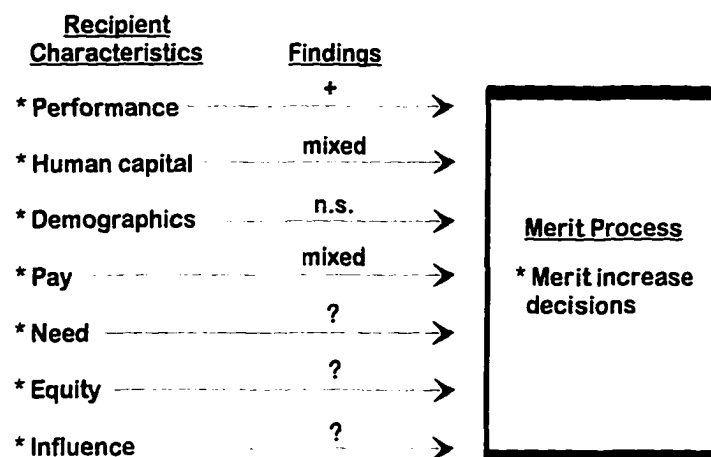 Recipient
Characteristics Findings
* Performance +
* Human capital mixed
* Demographics n.s.
* Pay mixed
* Need ?
* Equity ?
* Influence ?
Merit Process
* Merit increase
decisions